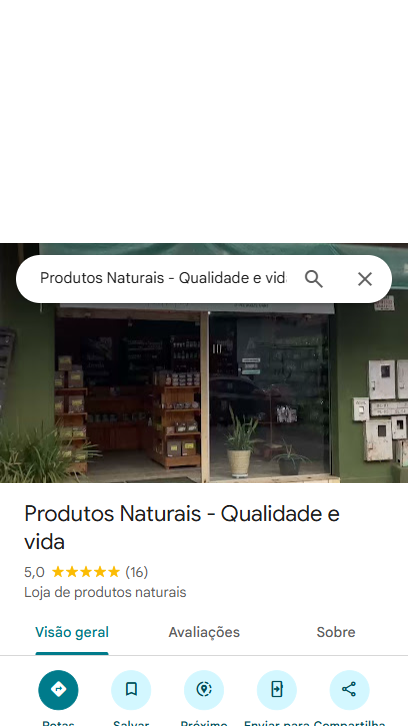 Produtos Naturais - Qualidade e vid
Produtos Naturais - Qualidade e
vida
5,0 (16)
Loja de produtos naturais
Visão geral
Avaliações
Sobre
Rotas
Salvar
Próximo
Enviar para
Compartilha